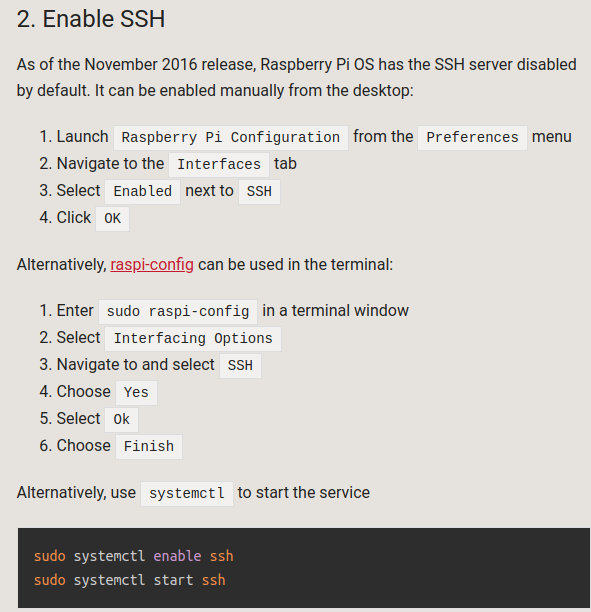 2. Enable SSH
As of the November 2016 release, Raspberry Pi OS has the SSH server disabled
by default. It can be enabled manually from the desktop:
1. Launch Raspberry Pi Configuration from the Preferences menu
2. Navigate to the Interfaces tab
3. Select Enabled next to SSH
4. Click OK
Alternatively, raspi-config can be used in the terminal:
1. Enter sudo raspi-config in a terminal window
2. Select Interfacing Options
3. Navigate to and select SSH
4. Choose Yes
5. Select Ok
6. Choose Finish
Alternatively, use systemctl to start the service
sudo systemctl enable ssh
sudo systemctl start ssh